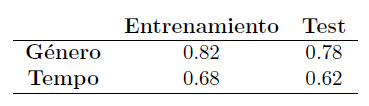 Entrenamiento Test
Género 0.82 0.78
Tempo 0.68 0.62